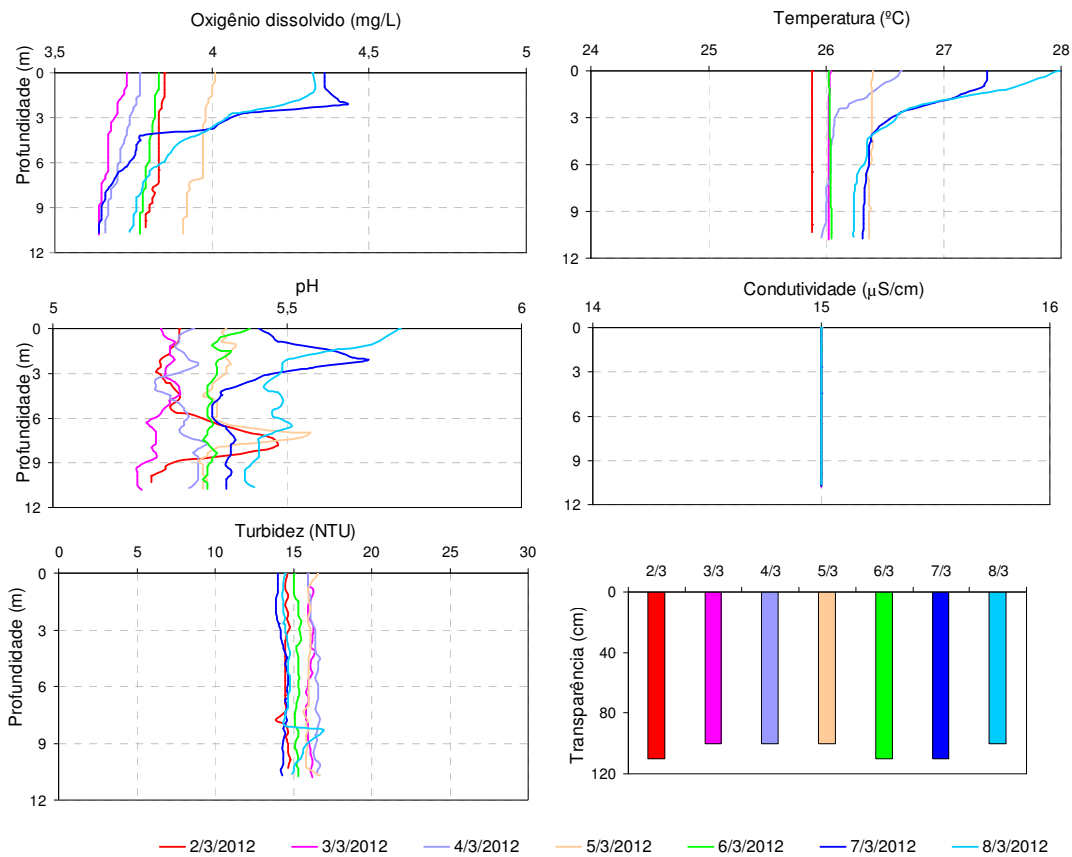 Oxigênio dissolvido (mg/L)
3,5 4 4,5 5
Profundidade (m)
0
3
6
9
12
Temperatura (ºC)
24 25 26 27 28
0
3
6
9
12
pH
5 5,5 6
Profundidade (m)
0
3
6
9
12
Condutividade (µS/cm)
14 15 16
0
3
6
9
12
Turbidez (NTU)
0 5 10 15 20 25 30
Profundidade (m)
0
3
6
9
12
2/3 3/3 4/3 5/3 6/3 7/3 8/3
Transparência (cm)
0
40
80
120
2/3/2012 3/3/2012 4/3/2012 5/3/2012 6/3/2012 7/3/2012 8/3/2012